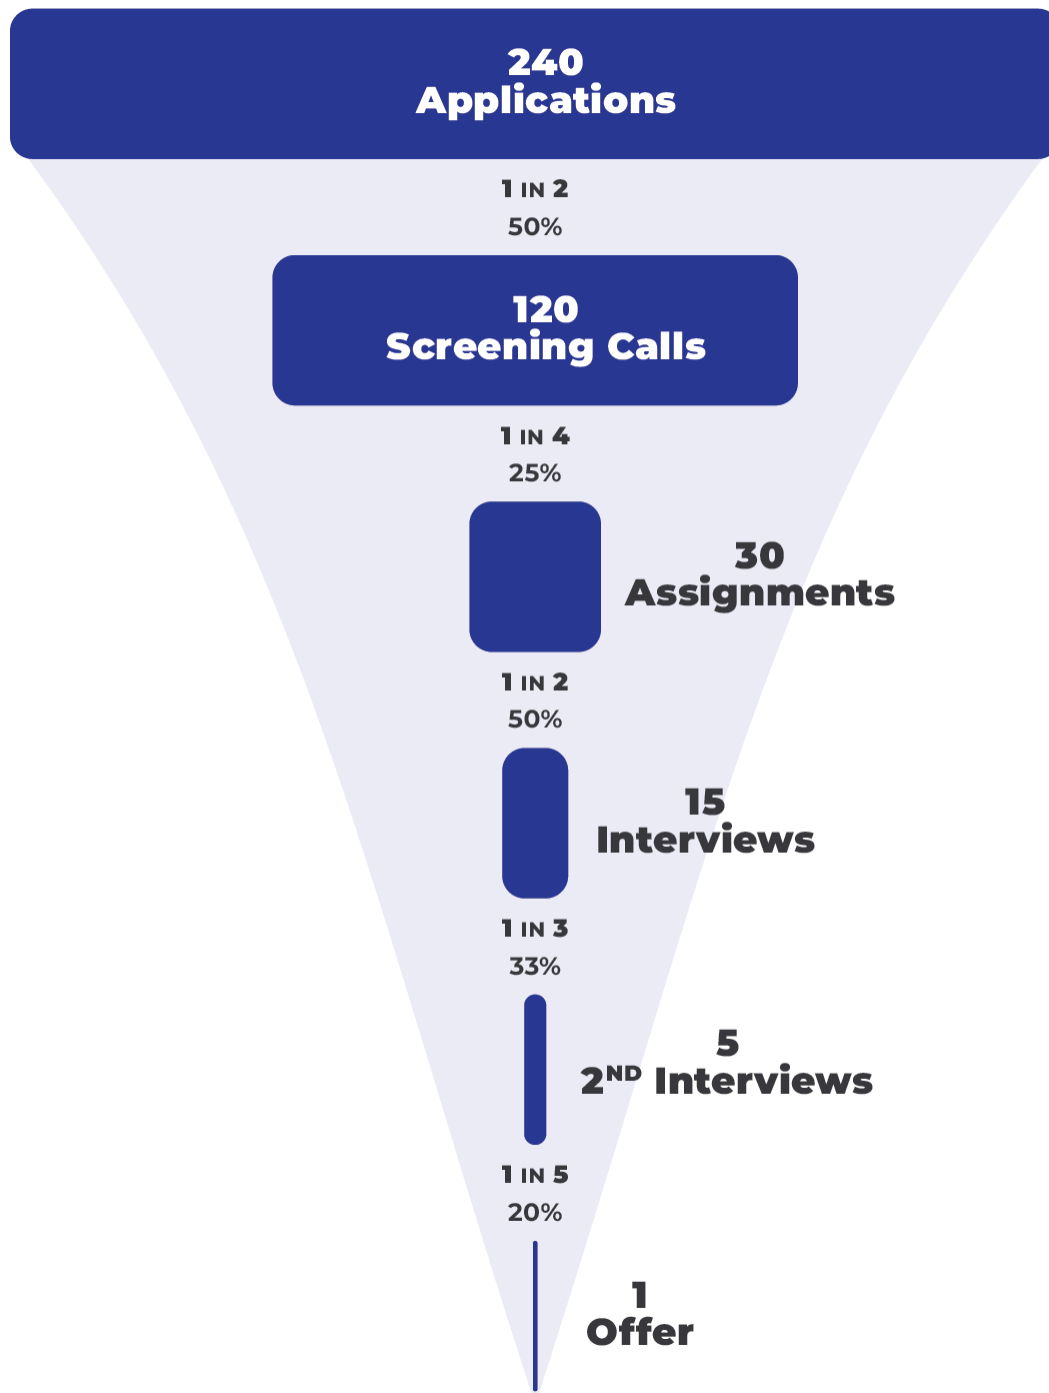 240
Applications
1 IN 2
50%
120
Screening Calls
1 IN 4
25%
30
Assignments
1 IN 2
50%
15
Interviews
1 IN 3
33%
5
2ND Interviews
1 IN 5
20%
1
Offer